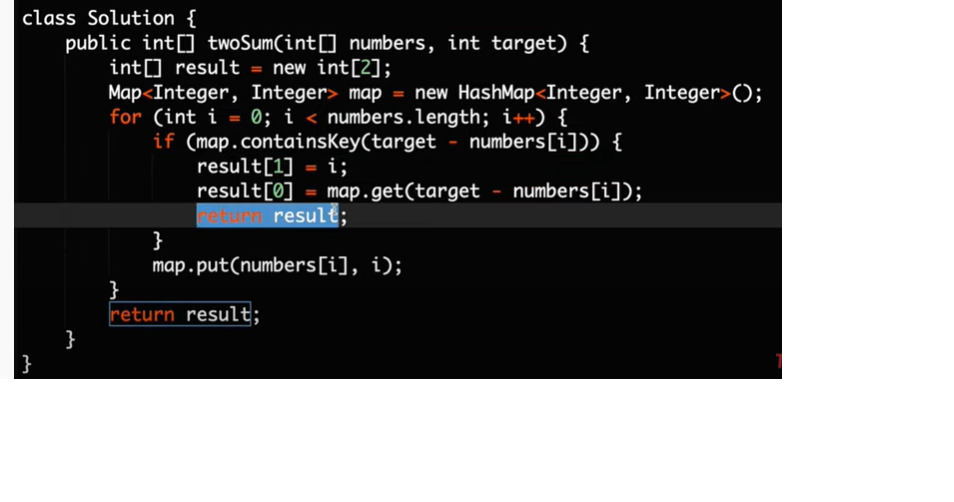 class Solution {
public int[] twoSum(int[] numbers, int target) {
int[] result = new int[2];
Map<Integer, Integer> map = new HashMap<Integer, Integer>();
for (int i = 0; i < numbers.length; i++) {
if (map.containsKey(target - numbers[i])) {
result[1] = i;
result[0] = map.get(target - numbers[i]);
return result;
}
map.put(numbers[i], i);
}
return result;
}
}